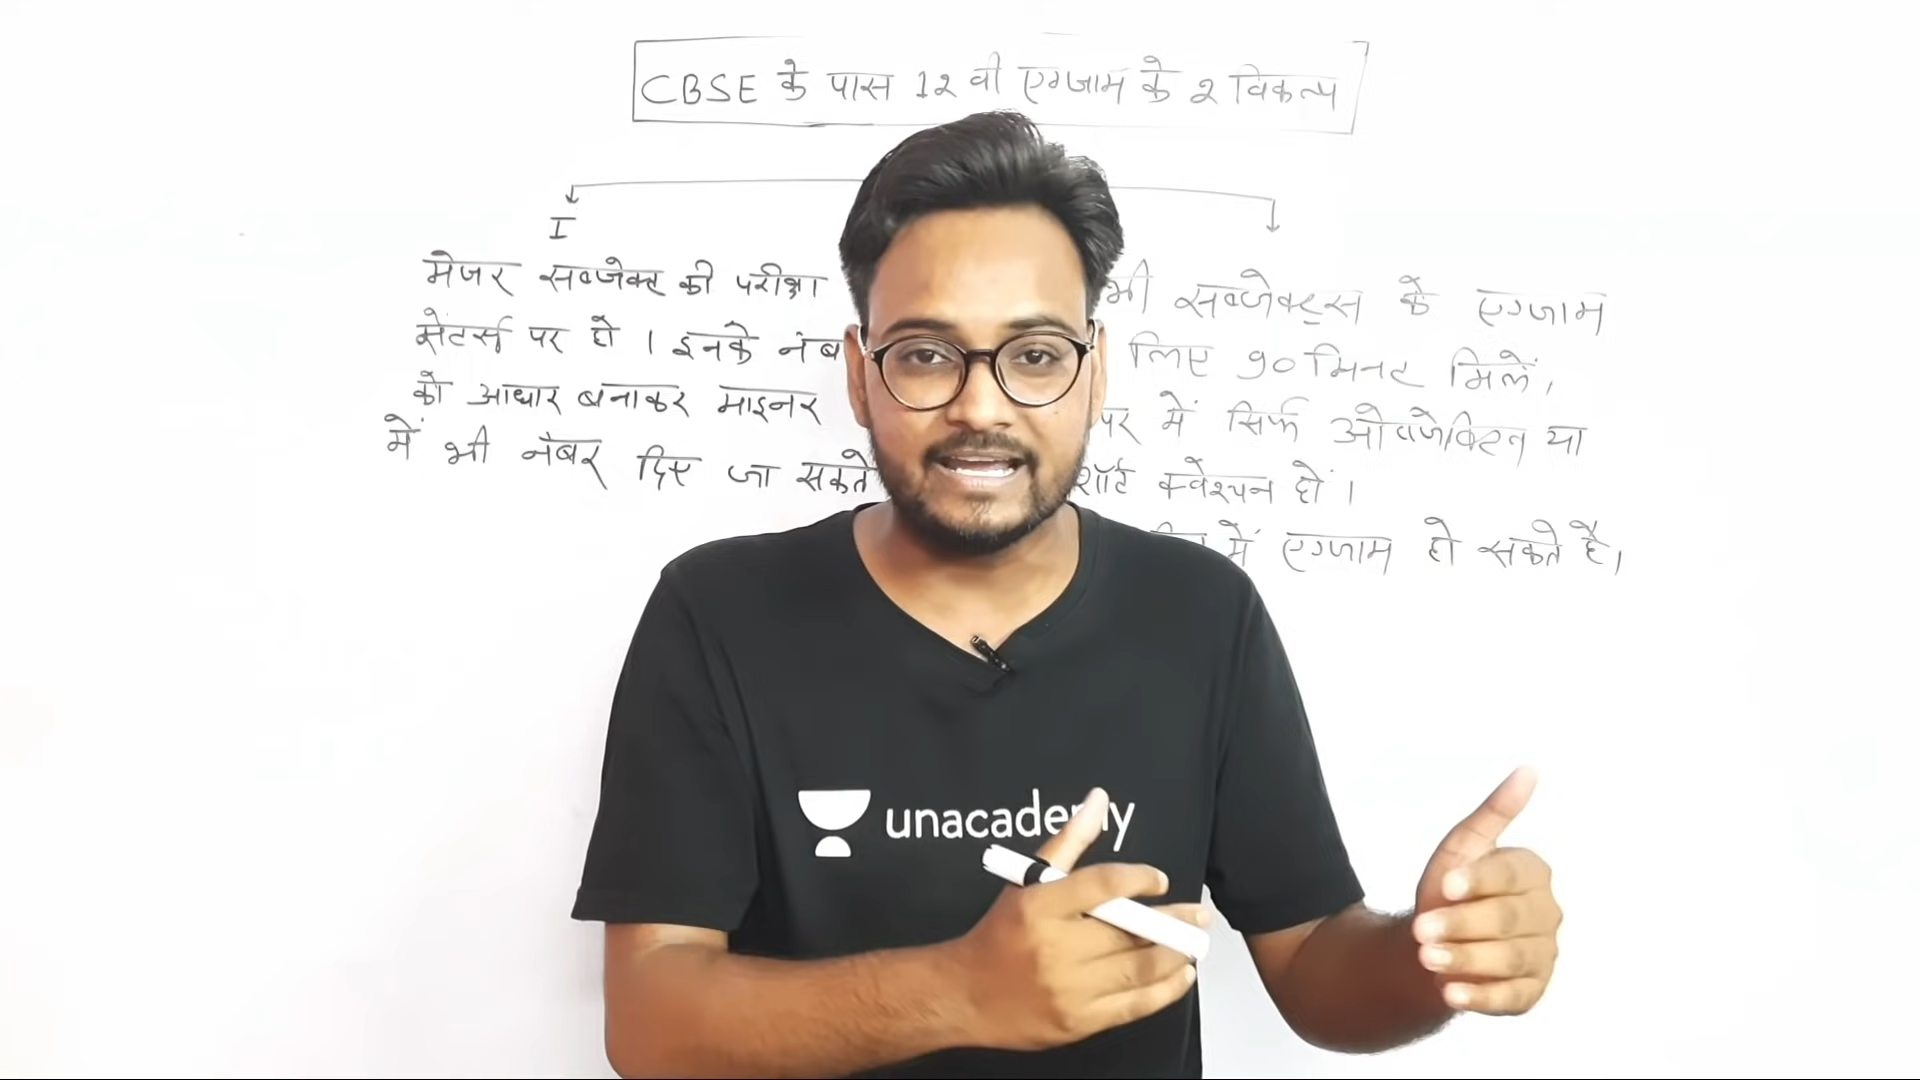 CBSE के पास 12 वी एग्जाम के 2 विकल्प
I
मेजर सब्जेक्ट की परीक्षा
सेंटर्स पर हो । इनके नंब
को आधार बनाकर माइनर
में भी नंबर दिए जा सकते
भी सब्जेक्ट्स के एग्जाम
लिए 90 मिनट मिलें,
पर में सिर्फ ओब्जेक्टिव या
शॉर्ट क्वेश्चन हो ।
में एग्जाम हो सकते है।
unacademy